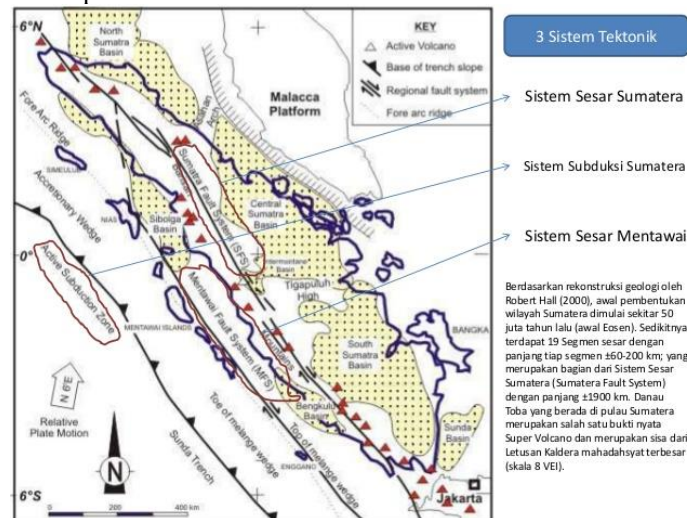 6°N
North
Sumatra
Basin
KEY
Active Volcano
Base of trench slope
Regional fault system
Fore arc ridge
Malacca
Platform
Asahan
Arch
Fore Arc Ridge
SIMEULUE
Accretionary Wedge
NIAS
Sibolga
Basin
Sumatra Fault System (SFS)
Barisan
Central
Sumatra
Basin
0°
Active Subduction Zone
MENTAWAI ISLANDS
Mentawai Fault System (MFS)
Intermontane
Basin
Tigapuluh
High
Mountains
South
Sumatra
Basin
BANGKA
N 6°E
Relative
Plate Motion
N
Sunda Trench
Toe of melange wedge
Top of melange wedge
ENGGANO
Bengkulu
Basin
Sunda
Basin
Jakarta
6°S
0 200 400 km
3 Sistem Tektonik
Sistem Sesar Sumatera
Sistem Subduksi Sumatera
Sistem Sesar Mentawai
Berdasarkan rekonstruksi geologi oleh
Robert Hall (2000), awal pembentukan
wilayah Sumatera dimulai sekitar 50
juta tahun lalu (awal Eosen). Sedikitnya
terdapat 19 Segmen sesar dengan
panjang tiap segmen ±60-200 km; yang
merupakan bagian dari Sistem Sesar
Sumatera (Sumatera Fault System)
dengan panjang ±1900 km. Danau
Toba yang berada di pulau Sumatera
merupakan salah satu bukti nyata
Super Volcano dan merupakan sisa dari
Letusan Kaldera mahadahsyat terbesar
(skala 8 VEI).